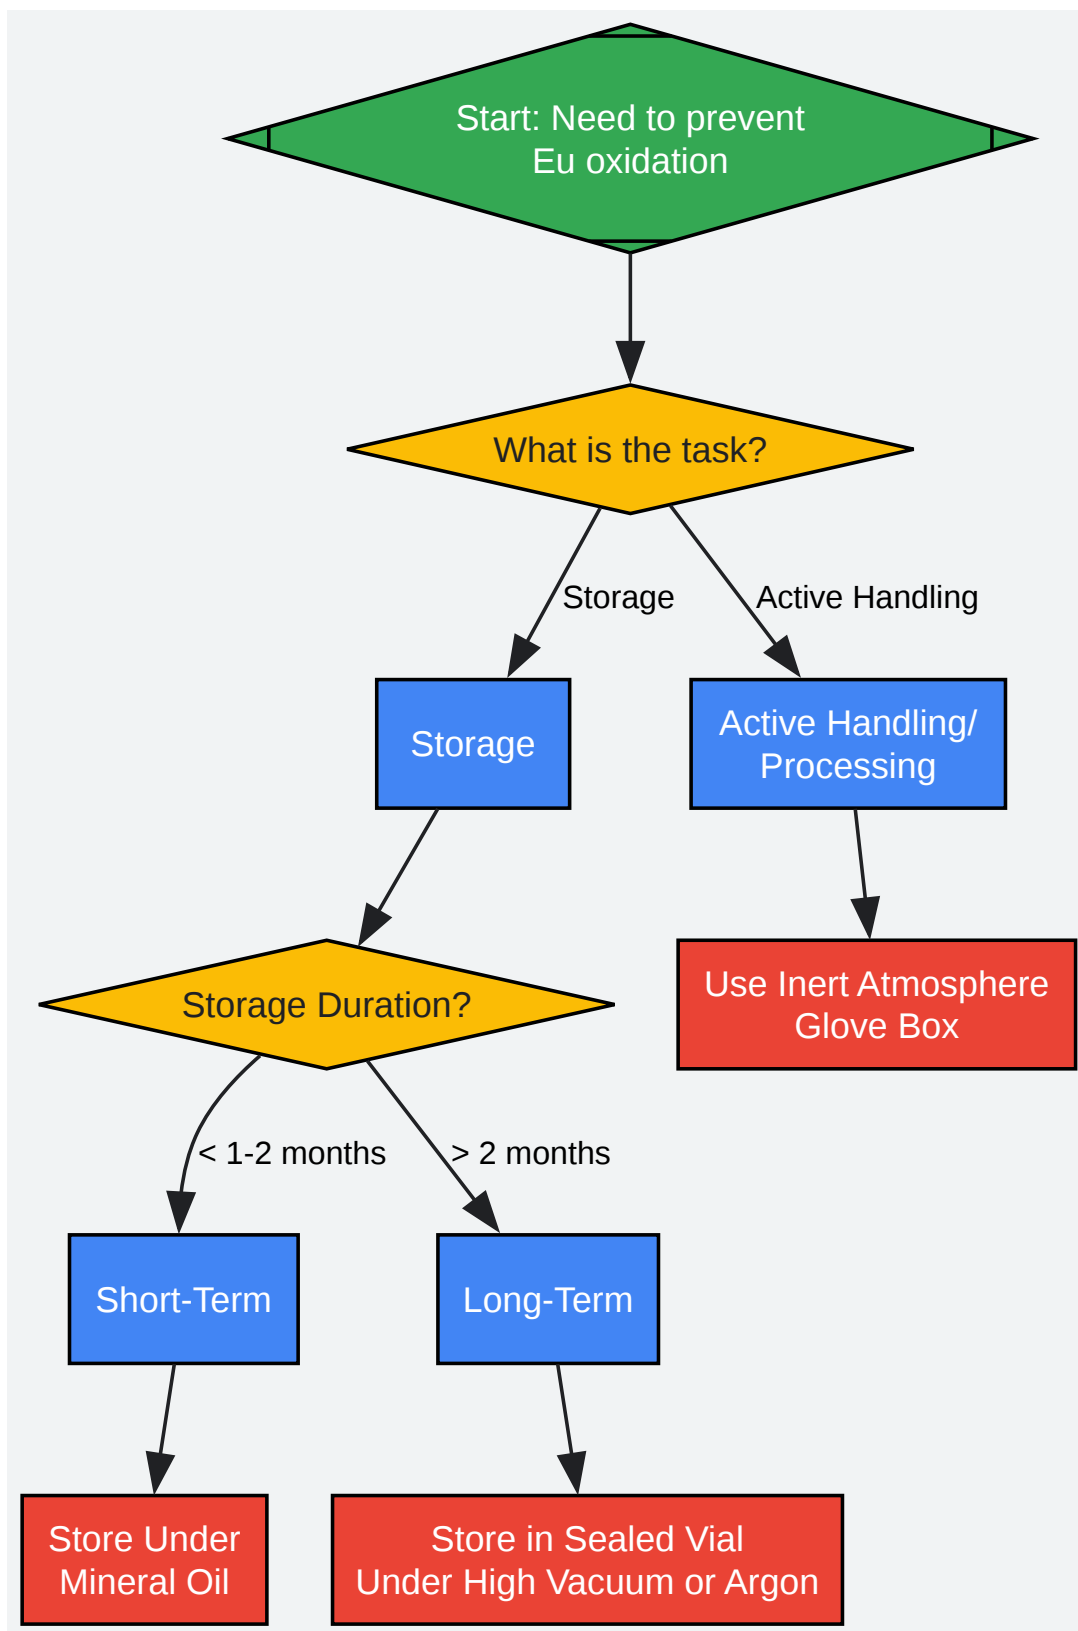 Start: Need to prevent
Eu oxidation
What is the task?
Storage
Active Handling
Storage
Active Handling/
Processing
Storage Duration?
Use Inert Atmosphere
Glove Box
< 1-2 months
> 2 months
Short-Term
Long-Term
Store Under
Mineral Oil
Store in Sealed Vial
Under High Vacuum or Argon